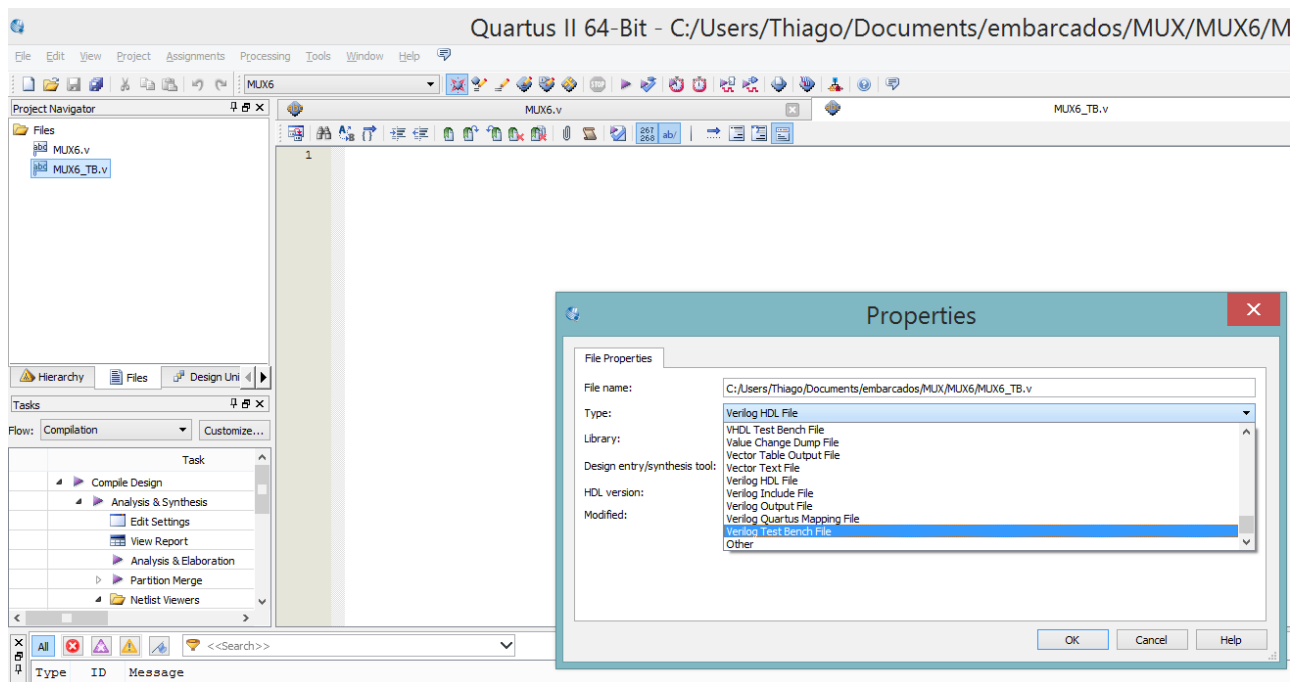 Quartus II 64-Bit - C:/Users/Thiago/Documents/embarcados/MUX/MUX6/M
File Edit View Project Assignments Processing Tools Window Help
MUX6
Project Navigator
Files
MUX6.v
MUX6_TB.v
Hierarchy Files Design Uni
MUX6.v MUX6_TB.v
267
268 ab/
1
Tasks
Flow: Compilation Customize...
Task
Compile Design
Analysis & Synthesis
Edit Settings
View Report
Analysis & Elaboration
Partition Merge
Netlist Viewers
Properties
File Properties
File name: C:/Users/Thiago/Documents/embarcados/MUX/MUX6/MUX6_TB.v
Type: Verilog HDL File
Library:
Design entry/synthesis tool:
HDL version:
Modified:
VHDL Test Bench File
Value Change Dump File
Vector Table Output File
Vector Text File
Verilog HDL File
Verilog Include File
Verilog Output File
Verilog Quartus Mapping File
Verilog Test Bench File
Other
OK Cancel Help
All <<Search>>
Type ID Message